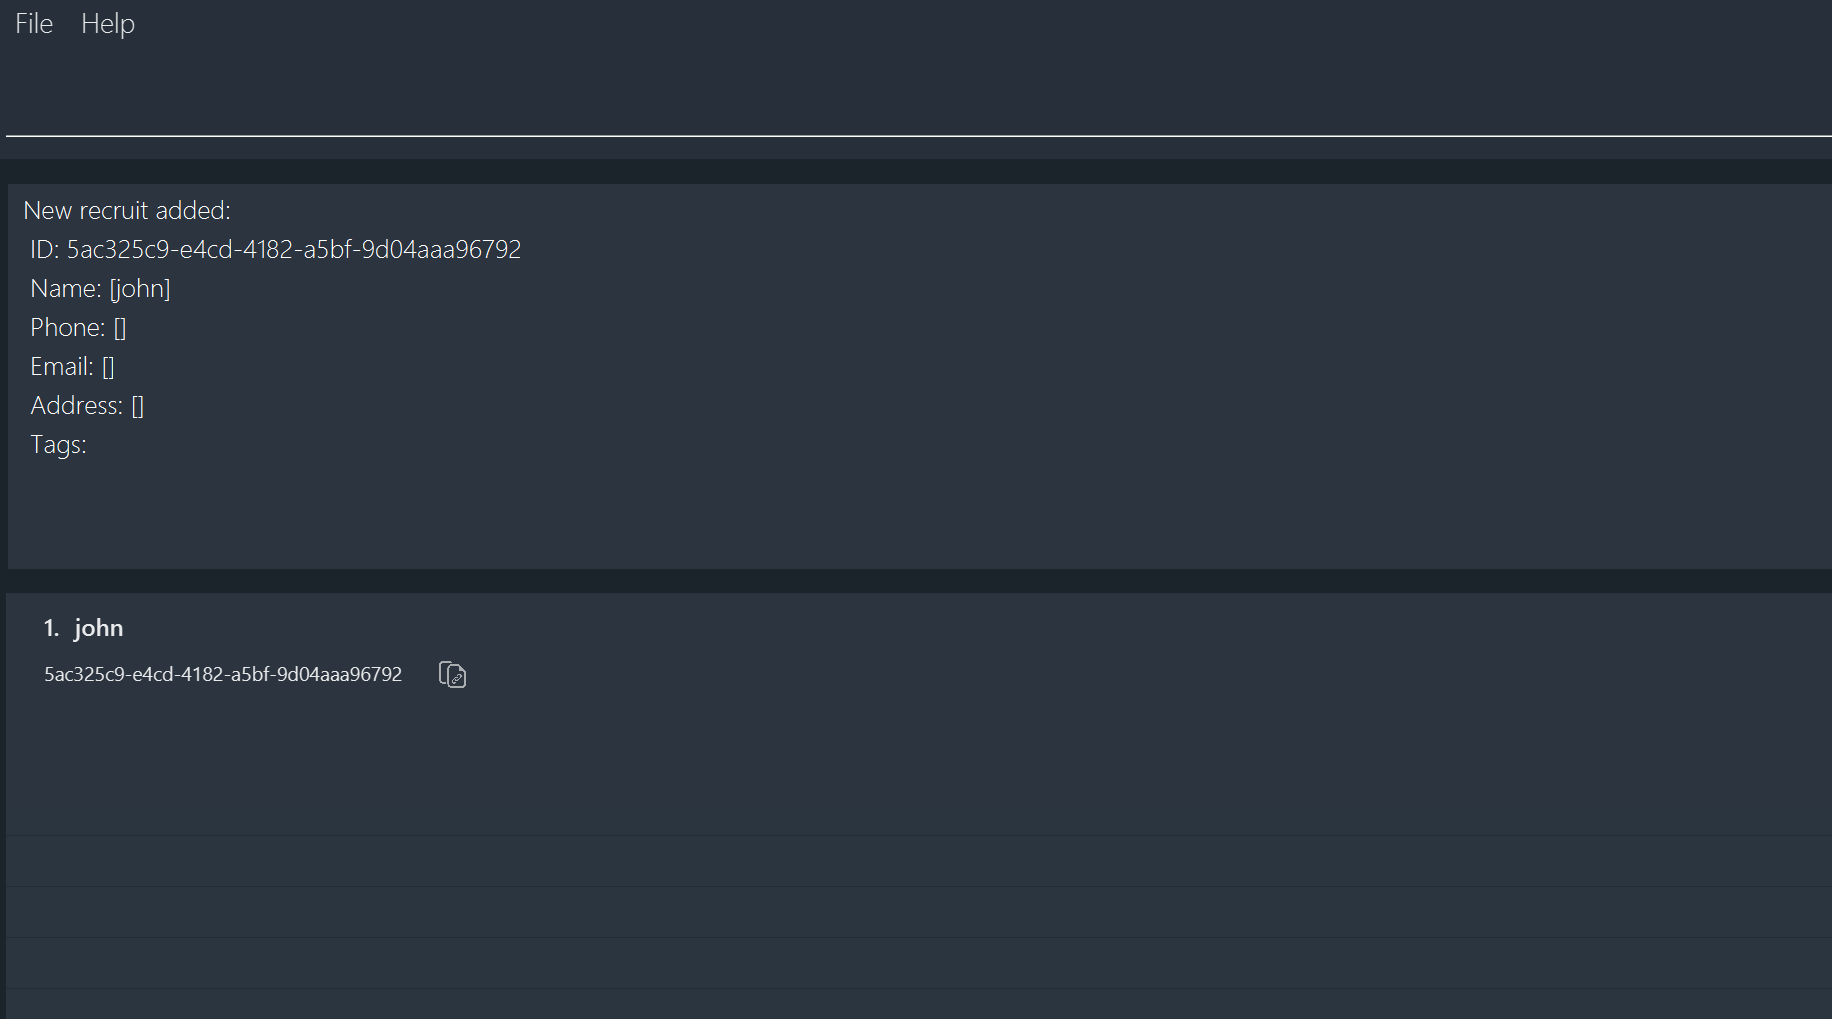 File Help
New recruit added:
ID: 5ac325c9-e4cd-4182-a5bf-9d04aaa96792
Name: [john]
Phone: []
Email: []
Address: []
Tags:
1. john
5ac325c9-e4cd-4182-a5bf-9d04aaa96792